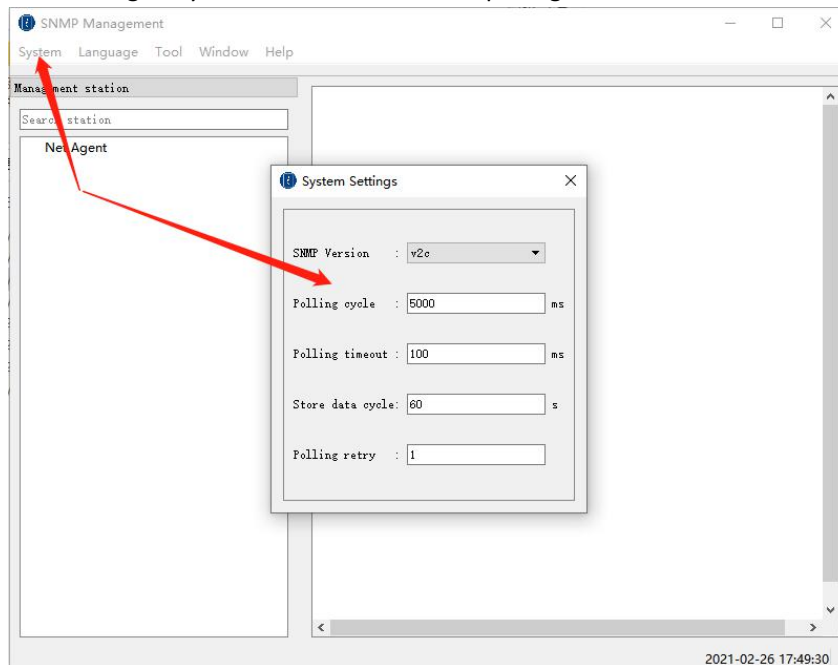 SNMP Management
System Language Tool Window Help
Management station
Search station
Net Agent
System Settings
SNMP Version : v2c
Polling cycle : 5000 ms
Polling timeout : 100 ms
Store data cycle: 60 s
Polling retry : 1
2021-02-26 17:49:30